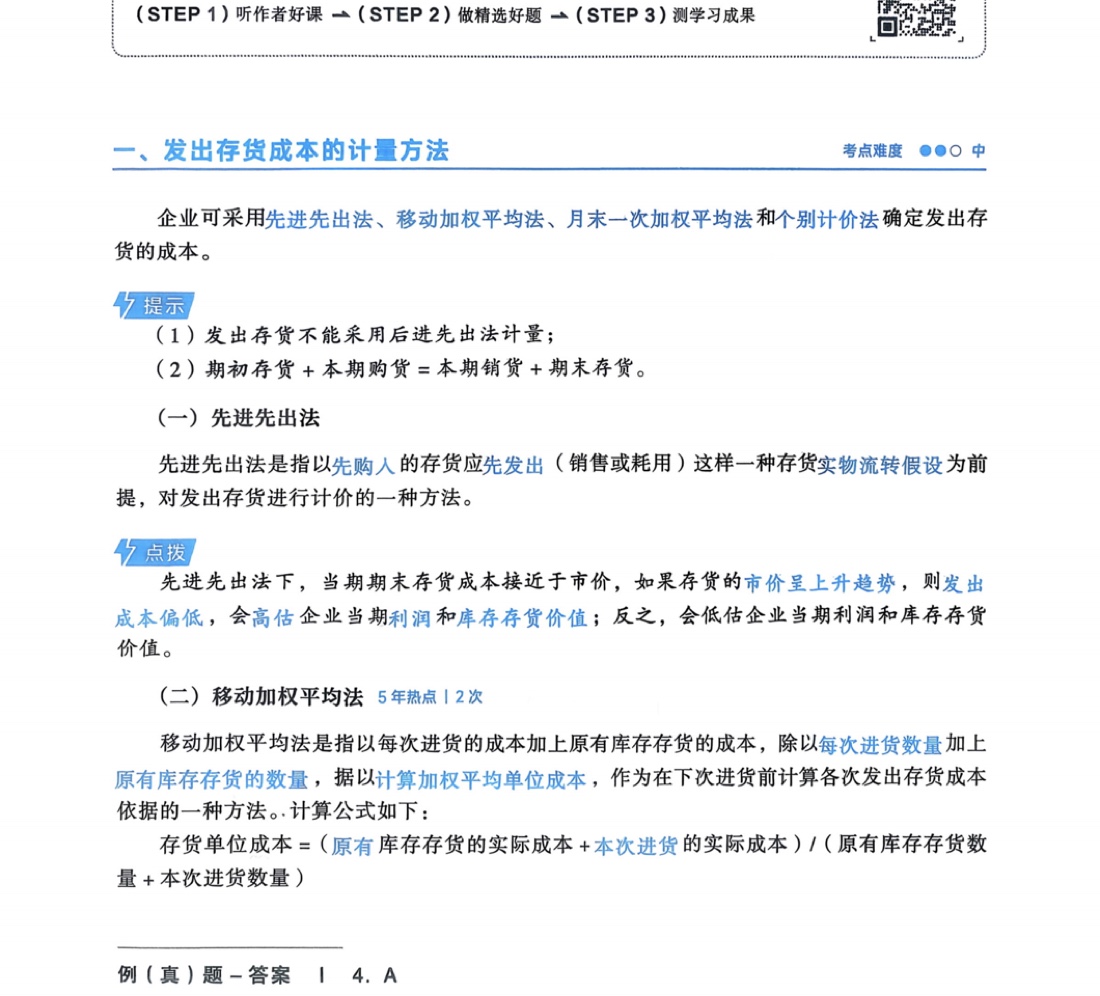 （STEP 1）听作者好课 ⇀（STEP 2）做精选好题 ⇀（STEP 3）测学习成果
一、发出存货成本的计量方法
考点难度 ●●○ 中
企业可采用先进先出法、移动加权平均法、月末一次加权平均法和个别计价法确定发出存
货的成本。
提示
（1）发出存货不能采用后进先出法计量；
（2）期初存货 + 本期购货 = 本期销货 + 期末存货。
（一）先进先出法
先进先出法是指以先购人的存货应先发出（销售或耗用）这样一种存货实物流转假设为前
提，对发出存货进行计价的一种方法。
点拨
先进先出法下，当期期末存货成本接近于市价，如果存货的市价呈上升趋势，则发出
成本偏低，会高估企业当期利润和库存存货价值；反之，会低估企业当期利润和库存存货
价值。
（二）移动加权平均法 5年热点｜2次
移动加权平均法是指以每次进货的成本加上原有库存存货的成本，除以每次进货数量加上
原有库存存货的数量，据以计算加权平均单位成本，作为在下次进货前计算各次发出存货成本
依据的一种方法。计算公式如下：
存货单位成本 =（原有库存存货的实际成本 + 本次进货的实际成本）/（原有库存存货数
量 + 本次进货数量）
例（真）题 – 答案 | 4. A